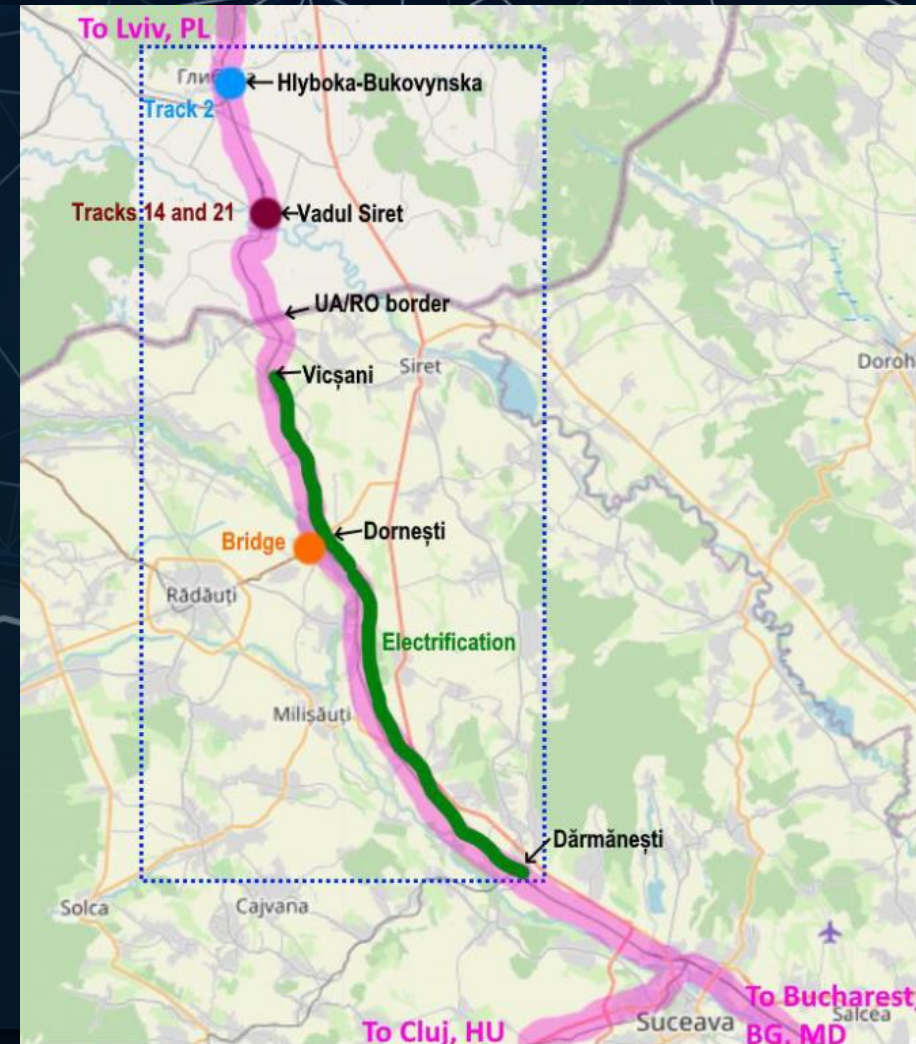 To Lviv, PL
Hlyboka-Bukovynska
Track 2
Tracks 14 and 21
Vadul Siret
UA/RO border
Vicșani
Siret
Doroh
Bridge
Dornești
Rădăuți
Electrification
Milișăuți
Dărmănești
Solca
Cajvana
To Bucharest,
Salcea
To Cluj, HU
Suceava
BG, MD